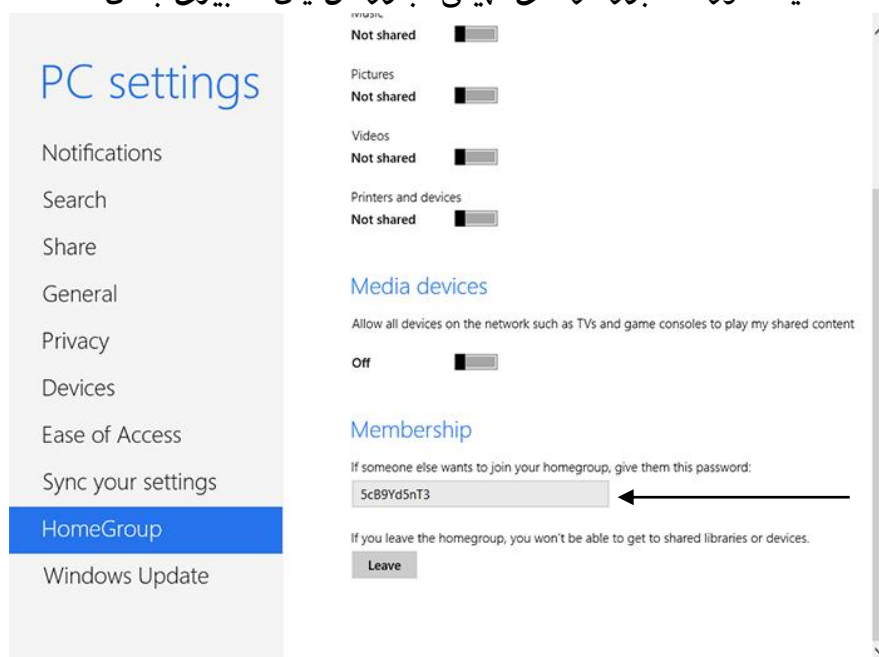 Music
Not shared
PC settings
Pictures
Not shared
Videos
Not shared
Printers and devices
Not shared
Notifications
Search
Share
General
Privacy
Devices
Ease of Access
Sync your settings
HomeGroup
Windows Update
Media devices
Allow all devices on the network such as TVs and game consoles to play my shared content
Off
Membership
If someone else wants to join your homegroup, give them this password:
5cB9Yd5nT3
If you leave the homegroup, you won't be able to get to shared libraries or devices.
Leave